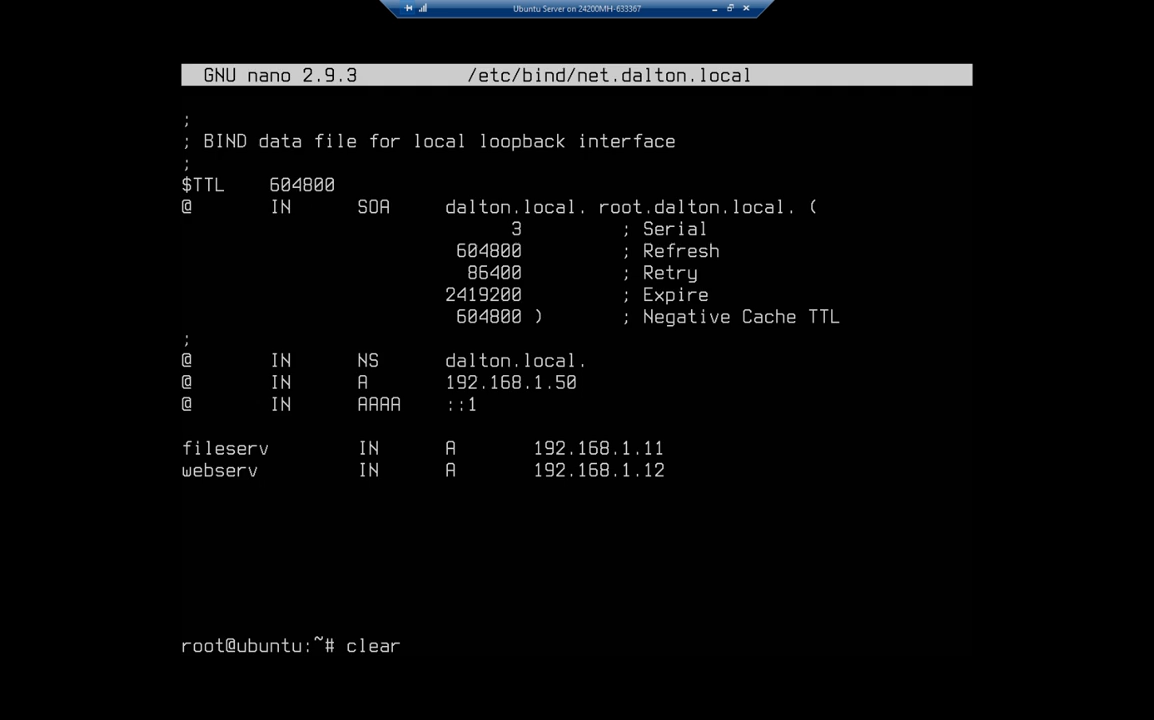 Ubuntu Server on 24200MH-633367
GNU nano 2.9.3 /etc/bind/net.dalton.local
;
; BIND data file for local loopback interface
;
$TTL 604800
@ IN SOA dalton.local. root.dalton.local. (
3 ; Serial
604800 ; Refresh
86400 ; Retry
2419200 ; Expire
604800 ) ; Negative Cache TTL
;
@ IN NS dalton.local.
@ IN A 192.168.1.50
@ IN AAAA ::1
fileserv IN A 192.168.1.11
webserv IN A 192.168.1.12
root@ubuntu:~# clear